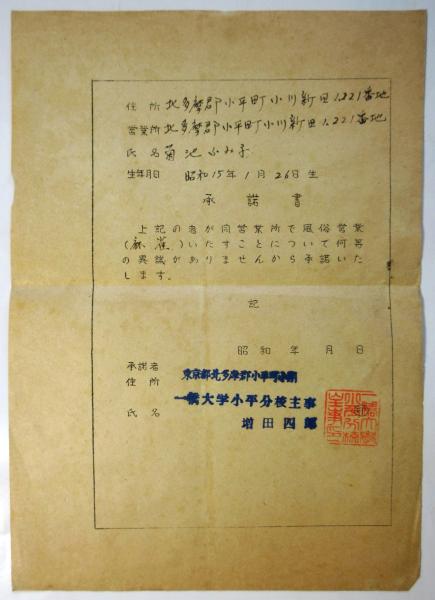 住所 北多摩郡小平町小川新田1,221番地
営業所 北多摩郡小平町小川新田1,221番地
氏名 菊池ふみ子
生年月日 昭和15年1月26日生
承諾書
上記の者が同営業所で風俗営業
(麻雀)いたすことについて何等
の異議がありませんから承諾いた
します。
記
昭和 年 月 日
承諾者
住所 東京都北多摩郡小平町
一橋大学小平分校主事
氏名 増田四郎